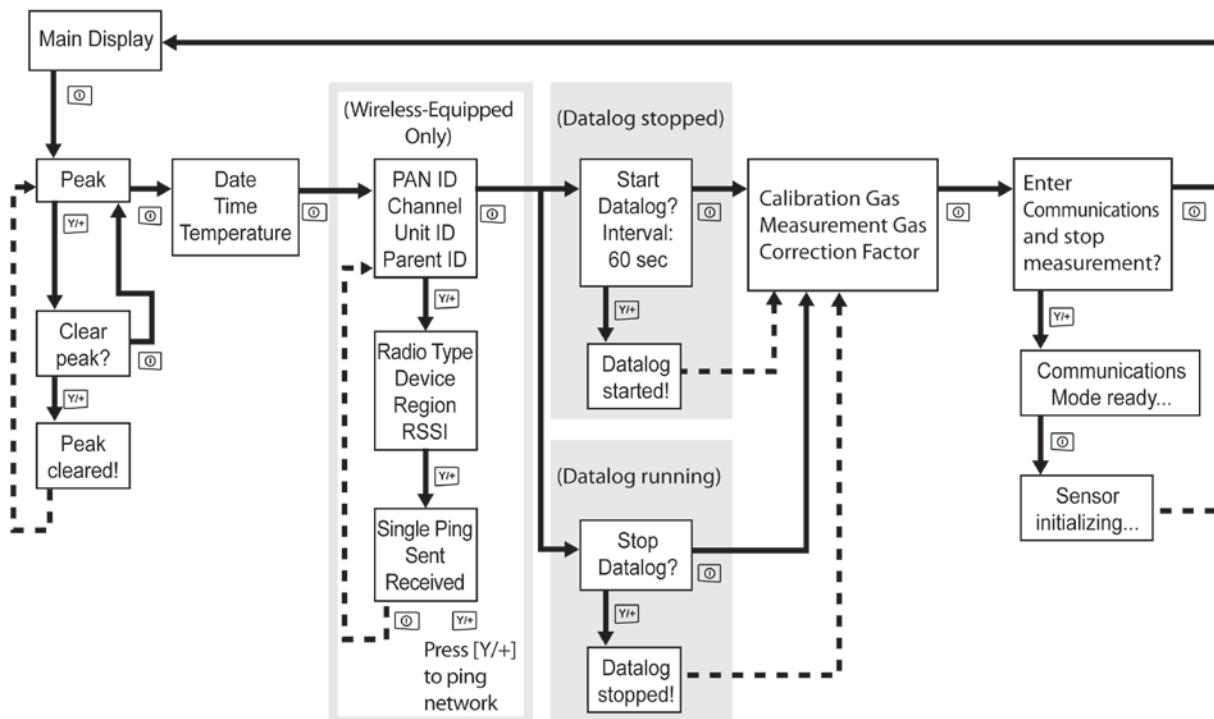 Main Display
Peak
Y/+
Clear
peak?
Y/+
Peak
cleared!
Date
Time
Temperature
(Wireless-Equipped
Only)
PAN ID
Channel
Unit ID
Parent ID
Y/+
Radio Type
Device
Region
RSSI
Y/+
Single Ping
Sent
Received
Y/+
Press [Y/+]
to ping
network
(Datalog stopped)
Start
Datalog?
Interval:
60 sec
Y/+
Datalog
started!
(Datalog running)
Stop
Datalog?
Y/+
Datalog
stopped!
Calibration Gas
Measurement Gas
Correction Factor
Enter
Communications
and stop
measurement?
Y/+
Communications
Mode ready...
Sensor
initializing...